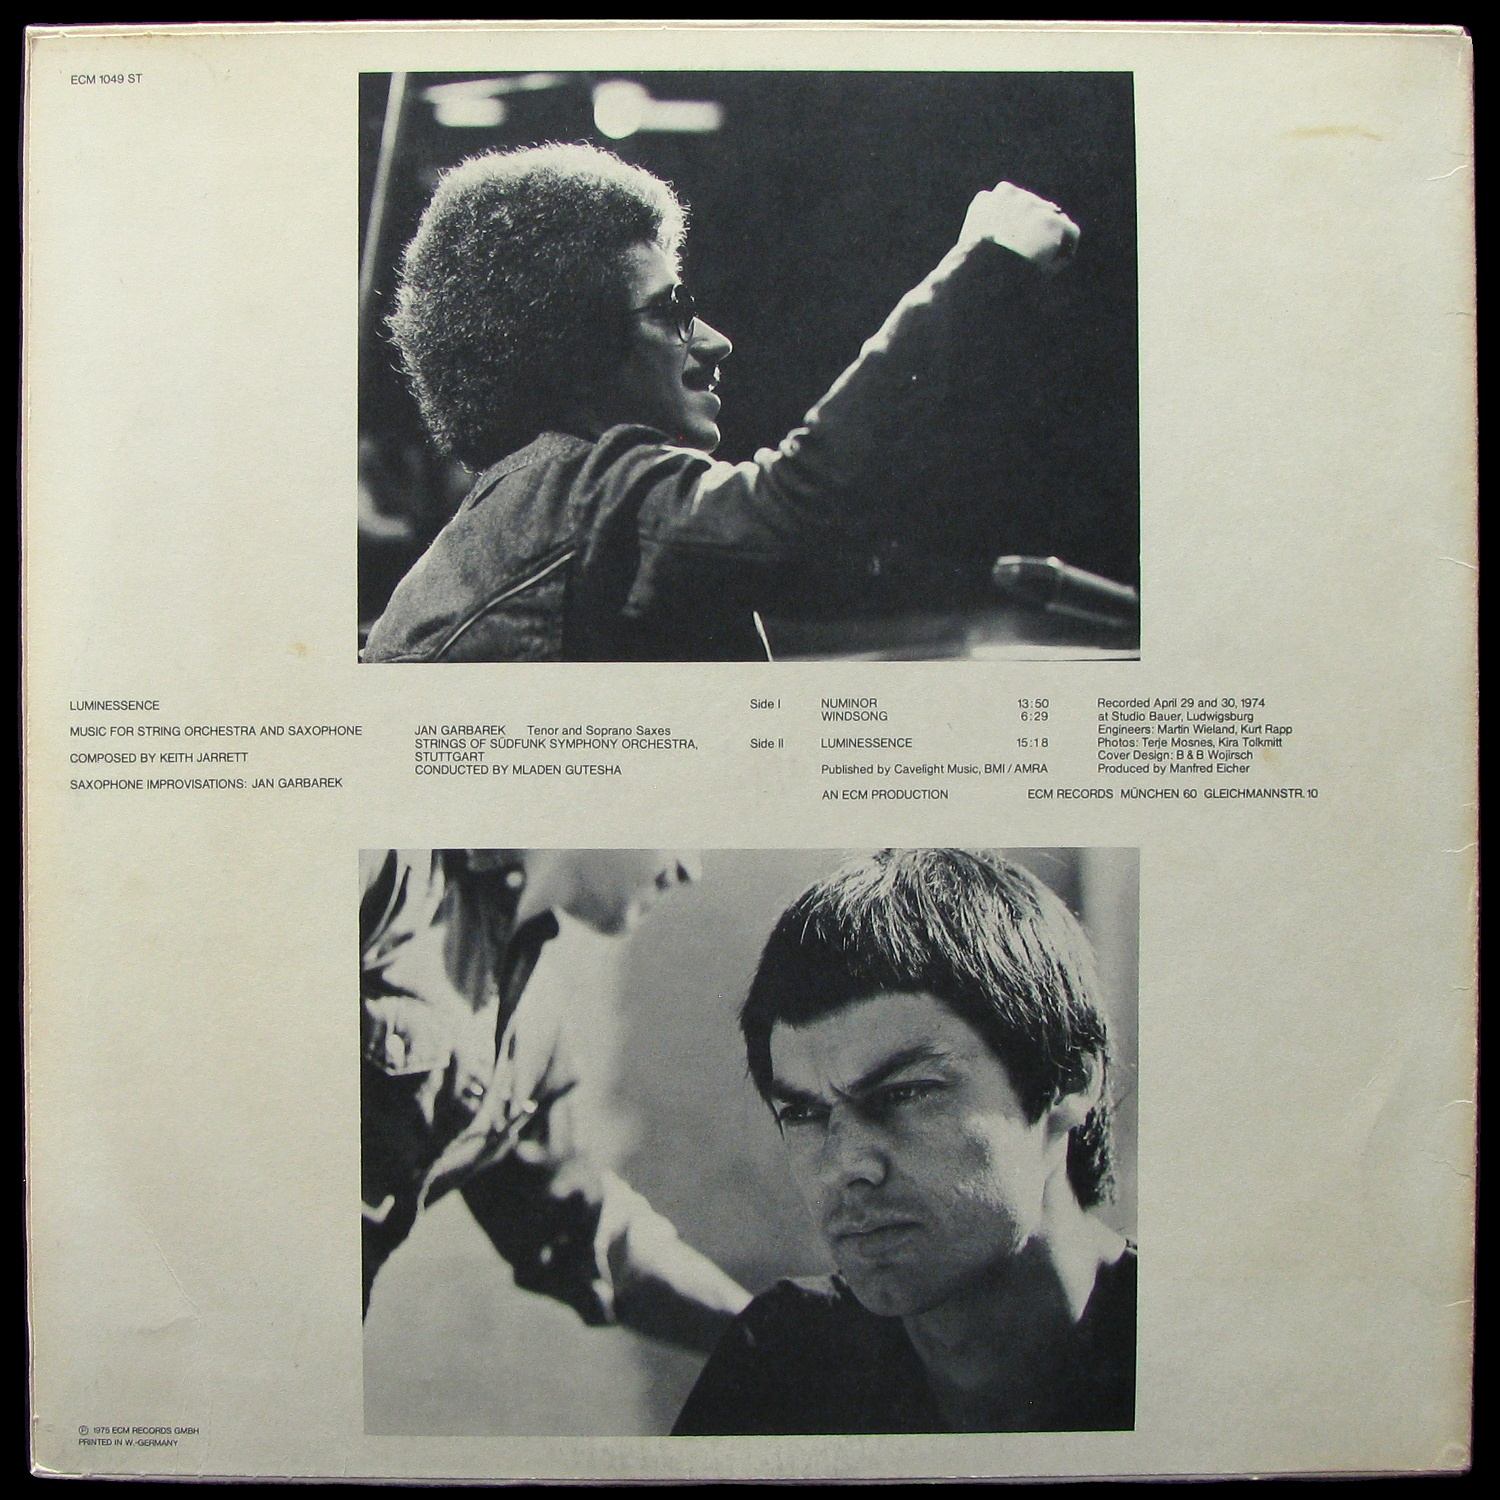 ECM 1049 ST
LUMINESSENCE
MUSIC FOR STRING ORCHESTRA AND SAXOPHONE
COMPOSED BY KEITH JARRETT
SAXOPHONE IMPROVISATIONS: JAN GARBAREK
JAN GARBAREK Tenor and Soprano Saxes
STRINGS OF SÜDFUNK SYMPHONY ORCHESTRA,
STUTTGART
CONDUCTED BY MLADEN GUTESHA
Side I NUMINOR 13:50
WINDSONG 6:29
Side II LUMINESSENCE 15:18
Published by Cavelight Music, BMI / AMRA
AN ECM PRODUCTION
Recorded April 29 and 30, 1974
at Studio Bauer, Ludwigsburg
Engineers: Martin Wieland, Kurt Rapp
Photos: Terje Mosnes, Kira Tolkmitt
Cover Design: B & B Wojirsch
Produced by Manfred Eicher
ECM RECORDS MÜNCHEN 60 GLEICHMANNSTR. 10
℗ 1975 ECM RECORDS GMBH
PRINTED IN W.-GERMANY